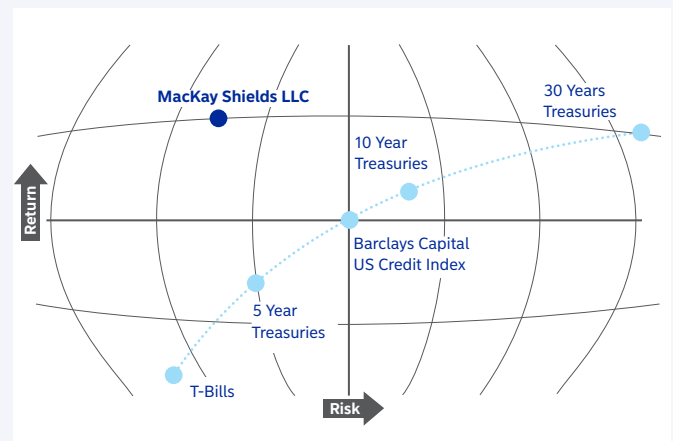 30 Years
Treasuries
MacKay Shields LLC
10 Year
Treasuries
Return
Barclays Capital
US Credit Index
5 Year
Treasuries
T-Bills
Risk